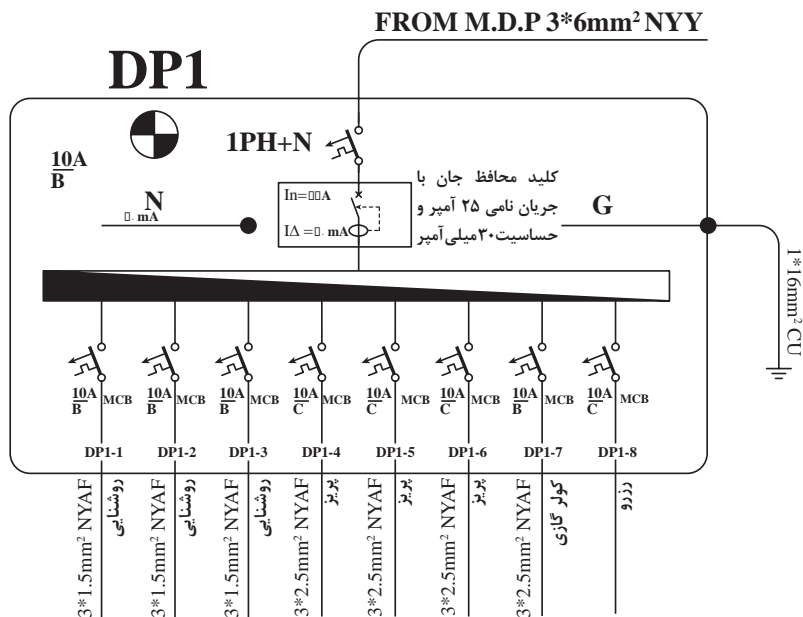 FROM M.D.P 3*6mm² NYY
DP1
1PH+N
10A
B
کلید محافظ جان با
جریان نامی ۲۵ آمپر و
حساسیت۳۰میلی‌آمپر
In=▯▯A
I∆ =▯. mA
N
▯. mA
G
1*16mm² CU
10A
B
MCB
10A
B
MCB
10A
B
MCB
10A
C
MCB
10A
C
MCB
10A
C
MCB
10A
B
MCB
10A
C
MCB
DP1-1
DP1-2
DP1-3
DP1-4
DP1-5
DP1-6
DP1-7
DP1-8
3*1.5mm² NYAF
روشنایی
3*1.5mm² NYAF
روشنایی
3*1.5mm² NYAF
روشنایی
3*2.5mm² NYAF
پریز
3*2.5mm² NYAF
پریز
3*2.5mm² NYAF
پریز
3*2.5mm² NYAF
کولر گازی
رزرو